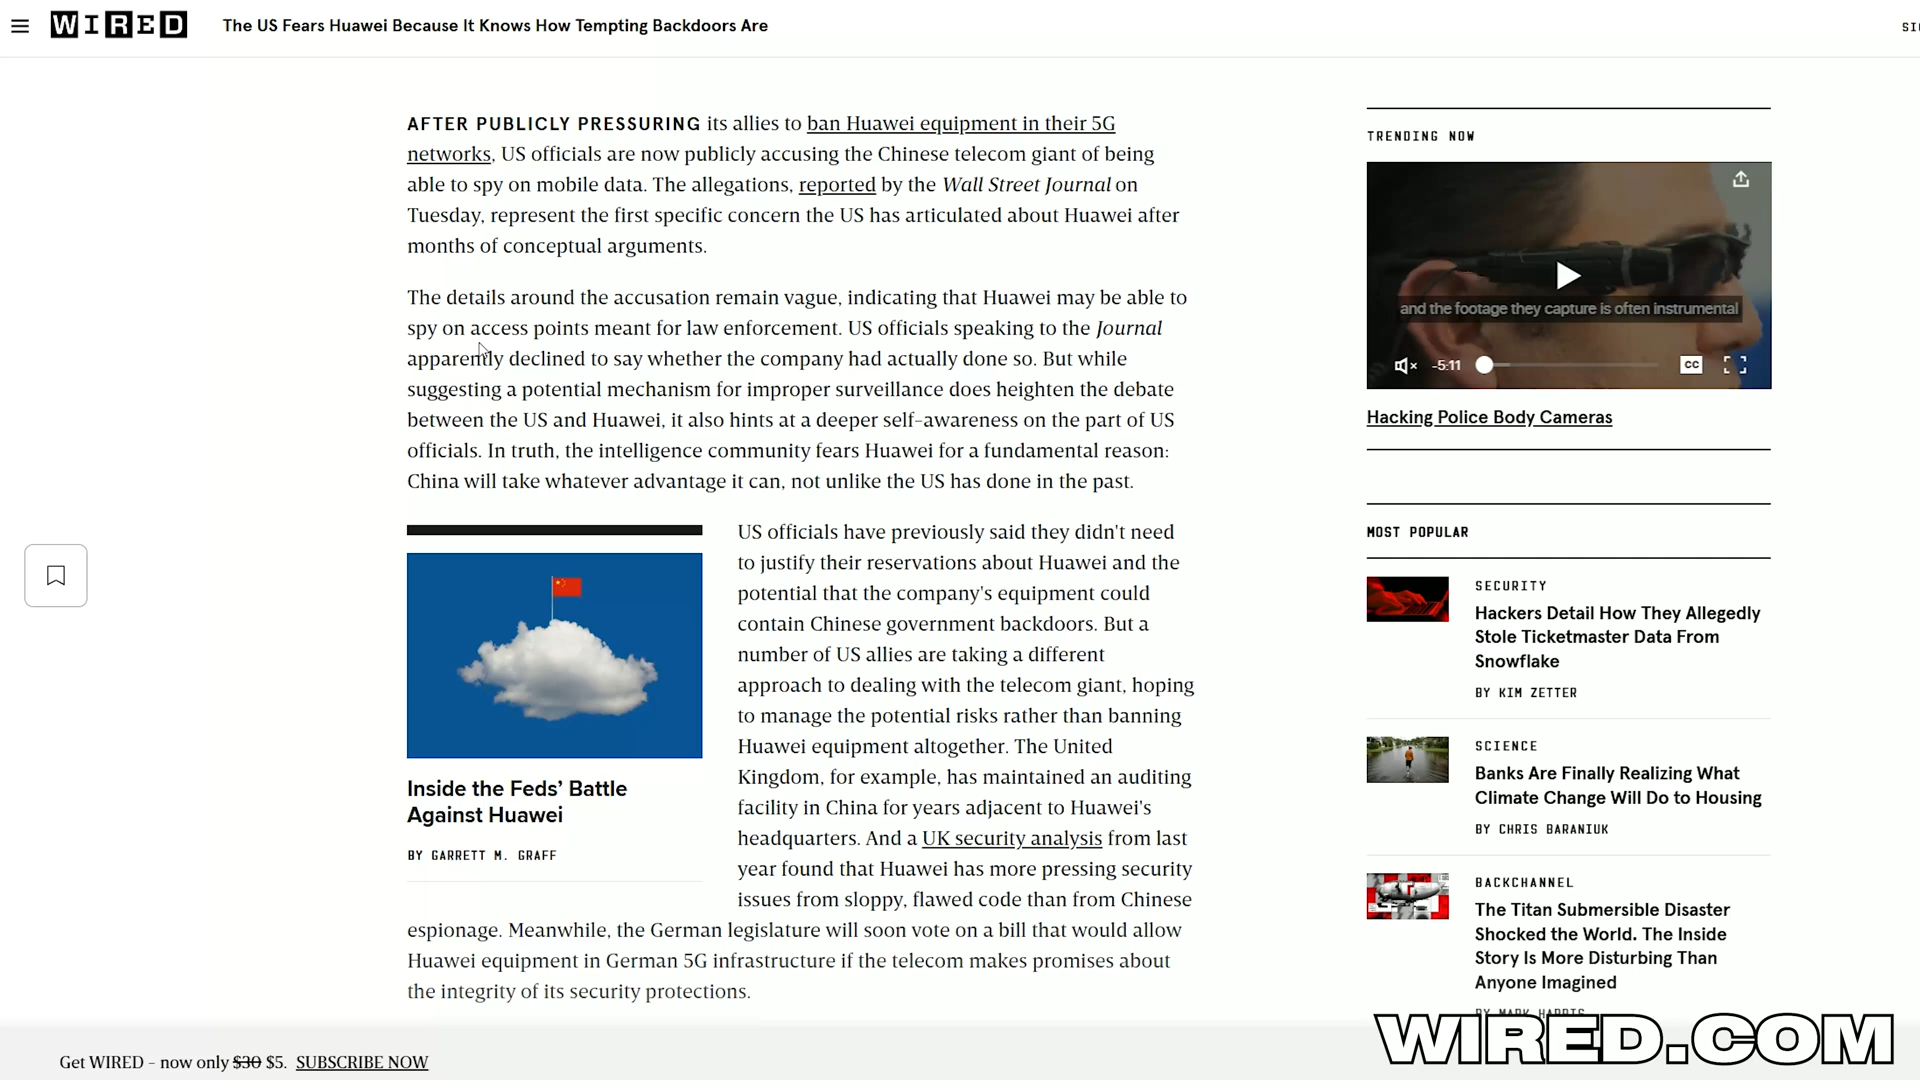 WIRED
The US Fears Huawei Because It Knows How Tempting Backdoors Are
AFTER PUBLICLY PRESSURING its allies to ban Huawei equipment in their 5G
networks, US officials are now publicly accusing the Chinese telecom giant of being
able to spy on mobile data. The allegations, reported by the Wall Street Journal on
Tuesday, represent the first specific concern the US has articulated about Huawei after
months of conceptual arguments.
The details around the accusation remain vague, indicating that Huawei may be able to
spy on access points meant for law enforcement. US officials speaking to the Journal
apparently declined to say whether the company had actually done so. But while
suggesting a potential mechanism for improper surveillance does heighten the debate
between the US and Huawei, it also hints at a deeper self-awareness on the part of US
officials. In truth, the intelligence community fears Huawei for a fundamental reason:
China will take whatever advantage it can, not unlike the US has done in the past.
Inside the Feds’ Battle
Against Huawei
BY GARRETT M. GRAFF
US officials have previously said they didn't need
to justify their reservations about Huawei and the
potential that the company's equipment could
contain Chinese government backdoors. But a
number of US allies are taking a different
approach to dealing with the telecom giant, hoping
to manage the potential risks rather than banning
Huawei equipment altogether. The United
Kingdom, for example, has maintained an auditing
facility in China for years adjacent to Huawei's
headquarters. And a UK security analysis from last
year found that Huawei has more pressing security
issues from sloppy, flawed code than from Chinese
espionage. Meanwhile, the German legislature will soon vote on a bill that would allow
Huawei equipment in German 5G infrastructure if the telecom makes promises about
the integrity of its security protections.
TRENDING NOW
and the footage they capture is often instrumental
-5:11
CC
Hacking Police Body Cameras
MOST POPULAR
SECURITY
Hackers Detail How They Allegedly
Stole Ticketmaster Data From
Snowflake
BY KIM ZETTER
SCIENCE
Banks Are Finally Realizing What
Climate Change Will Do to Housing
BY CHRIS BARANIUK
BACKCHANNEL
The Titan Submersible Disaster
Shocked the World. The Inside
Story Is More Disturbing Than
Anyone Imagined
BY MARK HARRIS
WIRED.COM
Get WIRED – now only $30 $5. SUBSCRIBE NOW